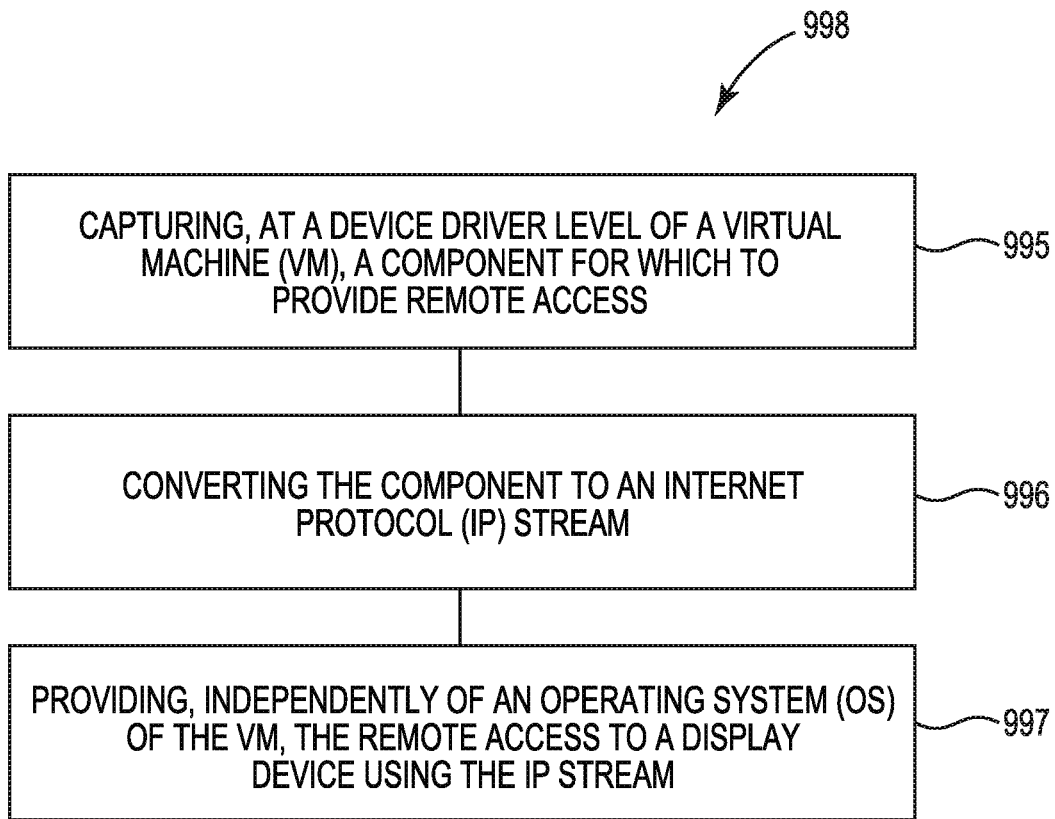 998
CAPTURING, AT A DEVICE DRIVER LEVEL OF A VIRTUAL
MACHINE (VM), A COMPONENT FOR WHICH TO
PROVIDE REMOTE ACCESS
995
CONVERTING THE COMPONENT TO AN INTERNET
PROTOCOL (IP) STREAM
996
PROVIDING, INDEPENDENTLY OF AN OPERATING SYSTEM (OS)
OF THE VM, THE REMOTE ACCESS TO A DISPLAY
DEVICE USING THE IP STREAM
997